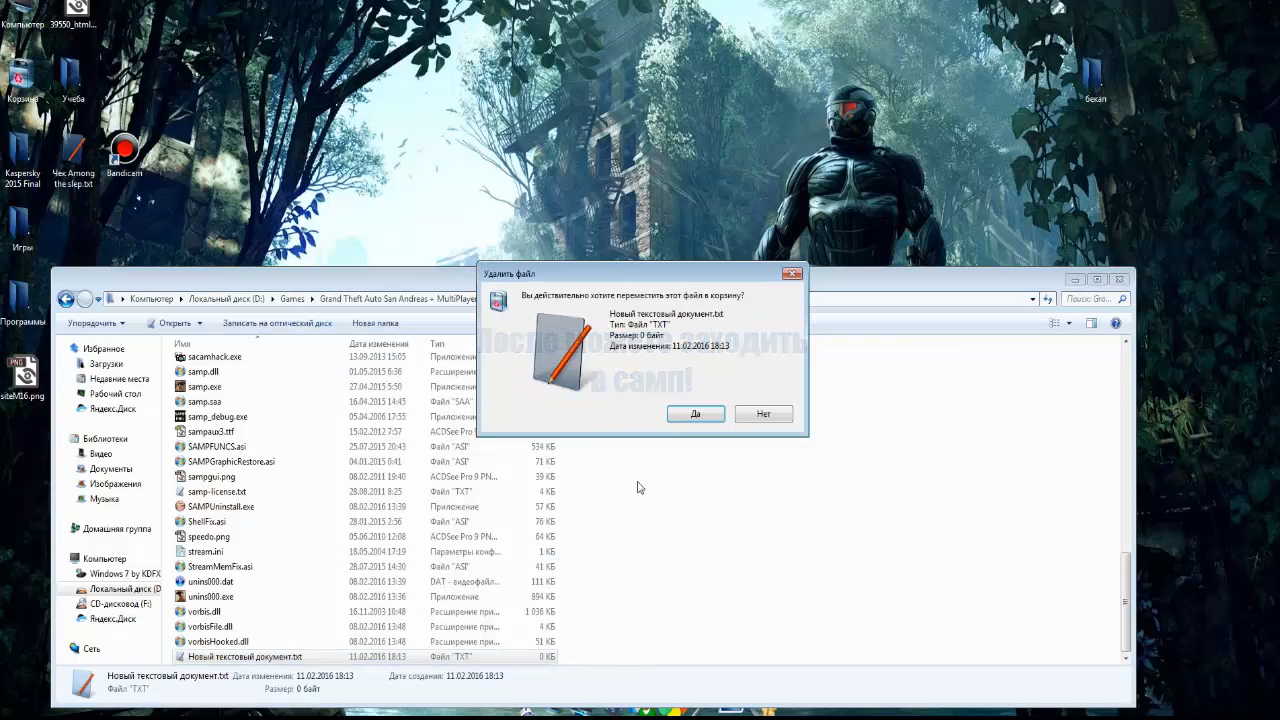 Компьютер
39550_html...
Корзина
Учеба
бекап
Kaspersky 2015 Final
Чек Among the slep.txt
Bandicam
Игры
Программы
PNG
siteM16.png
Удалить файл
Вы действительно хотите переместить этот файл в корзину?
Новый текстовый документ.txt
Тип: Файл "TXT"
Размер: 0 байт
Дата изменения: 11.02.2016 18:13
в самп!
Да
Нет
Компьютер
Локальный диск (D:)
Games
Grand Theft Auto San Andreas + MultiPlayer
Поиск: Gra...
Упорядочить
Открыть
Записать на оптический диск
Новая папка
Избранное
Загрузки
Недавние места
Рабочий стол
Яндекс.Диск
Библиотеки
Видео
Документы
Изображения
Музыка
Домашняя группа
Компьютер
Windows 7 by KDFX
Локальный диск (D
CD-дисковод (F:)
Яндекс.Диск
Сеть
Имя Дата изменения Тип
sacamhack.exe 13.09.2013 15:05 Приложение
samp.dll 01.05.2015 6:36 Расширение
samp.exe 27.04.2015 5:50 Приложение
samp.saa 16.04.2015 14:45 Файл "SAA"
samp_debug.exe 05.04.2006 17:55 Приложение
sampaux3.ttf 15.02.2012 7:27 ACDSee Pro 9
SAMPFUNCS.asi 25.07.2015 20:43 Файл "ASI" 534 КБ
SAMPGraphicRestore.asi 04.01.2015 0:41 Файл "ASI" 71 КБ
sampgui.png 08.02.2011 19:40 ACDSee Pro 9 PN... 39 КБ
samp-license.txt 28.08.2011 8:25 Файл "TXT" 4 КБ
SAMPUninstall.exe 08.02.2016 13:39 Приложение 57 КБ
ShellFix.asi 28.01.2015 2:56 Файл "ASI" 76 КБ
speedo.png 05.06.2010 12:08 ACDSee Pro 9 PN... 64 КБ
stream.ini 18.05.2004 17:19 Параметры конф... 1 КБ
StreamMemFix.asi 28.07.2015 14:30 Файл "ASI" 41 КБ
unins000.dat 08.02.2016 13:39 DAT - видеофайл... 111 КБ
unins000.exe 08.02.2016 13:36 Приложение 894 КБ
vorbis.dll 16.11.2003 10:48 Расширение при... 1 036 КБ
vorbisFile.dll 08.02.2016 13:48 Расширение при... 4 КБ
vorbisHooked.dll 08.02.2016 13:48 Расширение при... 51 КБ
Новый текстовый документ.txt 11.02.2016 18:13 Файл "TXT" 0 КБ
Новый текстовый документ.txt Дата изменения: 11.02.2016 18:13 Дата создания: 11.02.2016 18:13
Файл "TXT" Размер: 0 байт